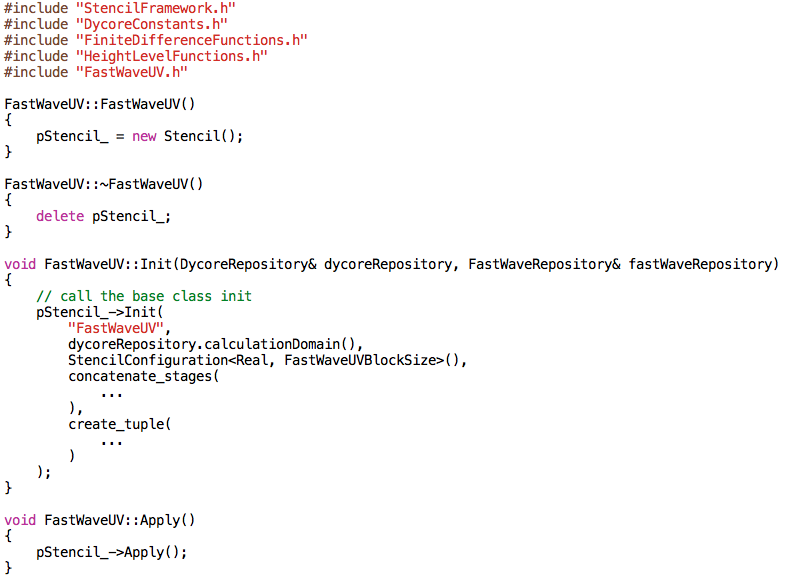 #include "StencilFramework.h"
#include "DycoreConstants.h"
#include "FiniteDifferenceFunctions.h"
#include "HeightLevelFunctions.h"
#include "FastWaveUV.h"

FastWaveUV::FastWaveUV()
{
    pStencil_ = new Stencil();
}

FastWaveUV::~FastWaveUV()
{
    delete pStencil_;
}

void FastWaveUV::Init(DycoreRepository& dycoreRepository, FastWaveRepository& fastWaveRepository)
{
    // call the base class init
    pStencil_->Init(
        "FastWaveUV",
        dycoreRepository.calculationDomain(),
        StencilConfiguration<Real, FastWaveUVBlockSize>(),
        concatenate_stages(
            ...
        ),
        create_tuple(
            ...
        )
    );
}

void FastWaveUV::Apply()
{
    pStencil_->Apply();
}